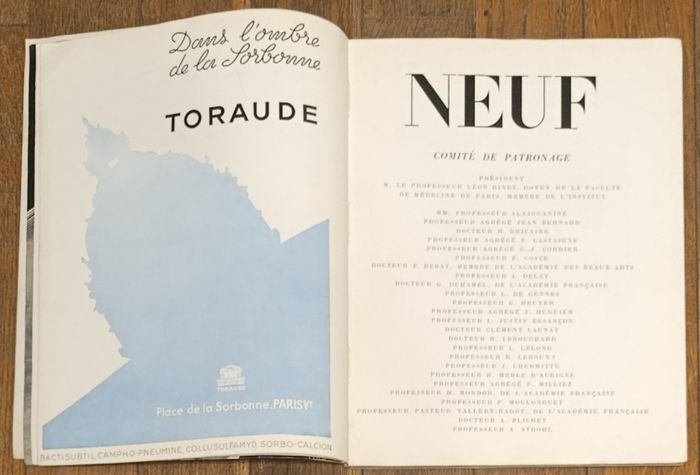 Dans l'ombre
de la Sorbonne
TORAUDE
TORAUDE
Place de la Sorbonne. PARIS Vᵉ
BACTISUBTIL, CAMPHO-PNEUMINE, COLLUSULFAMYD, SORBO-CALCION
NEUF
COMITÉ DE PATRONAGE
PRÉSIDENT
M. LE PROFESSEUR LÉON BINET, DOYEN DE LA FACULTÉ
DE MÉDECINE DE PARIS, MEMBRE DE L'INSTITUT
MM. PROFESSEUR ALAJOUANINE
PROFESSEUR AGRÉGÉ JEAN BERNARD
DOCTEUR H. BRICAIRE
PROFESSEUR AGRÉGÉ P. CASTAIGNE
PROFESSEUR AGRÉGÉ G.-J. CORDIER
PROFESSEUR F. COSTE
DOCTEUR F. DEBAT, MEMBRE DE L'ACADÉMIE DES BEAUX-ARTS
PROFESSEUR J. DELAY
DOCTEUR G. DUHAMEL, DE L'ACADÉMIE FRANÇAISE
PROFESSEUR L. DE GENNES
PROFESSEUR G. HEUYER
PROFESSEUR AGRÉGÉ J. HUGUIER
PROFESSEUR L. JUSTIN BESANÇON
DOCTEUR CLÉMENT LAUNAY
DOCTEUR R. LEBOUCHARD
PROFESSEUR L. LELONG
PROFESSEUR R. LEROUX
PROFESSEUR J. LHERMITTE
PROFESSEUR R. MERLE D'AUBIGNE
PROFESSEUR AGRÉGÉ P. MILLIEZ
PROFESSEUR H. MONDOR, DE L'ACADÉMIE FRANÇAISE
PROFESSEUR P. MOULONGUET
PROFESSEUR PASTEUR VALLERY-RADOT, DE L'ACADÉMIE FRANÇAISE
DOCTEUR A. PLICHET
PROFESSEUR A. STROHL